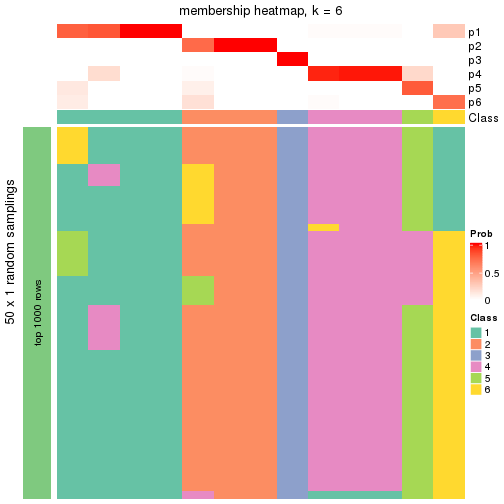 membership heatmap, k = 6
p1
p2
p3
p4
p5
p6
Class
50 x 1 random samplings
top 1000 rows
Prob
1
0.5
0
Class
1
2
3
4
5
6